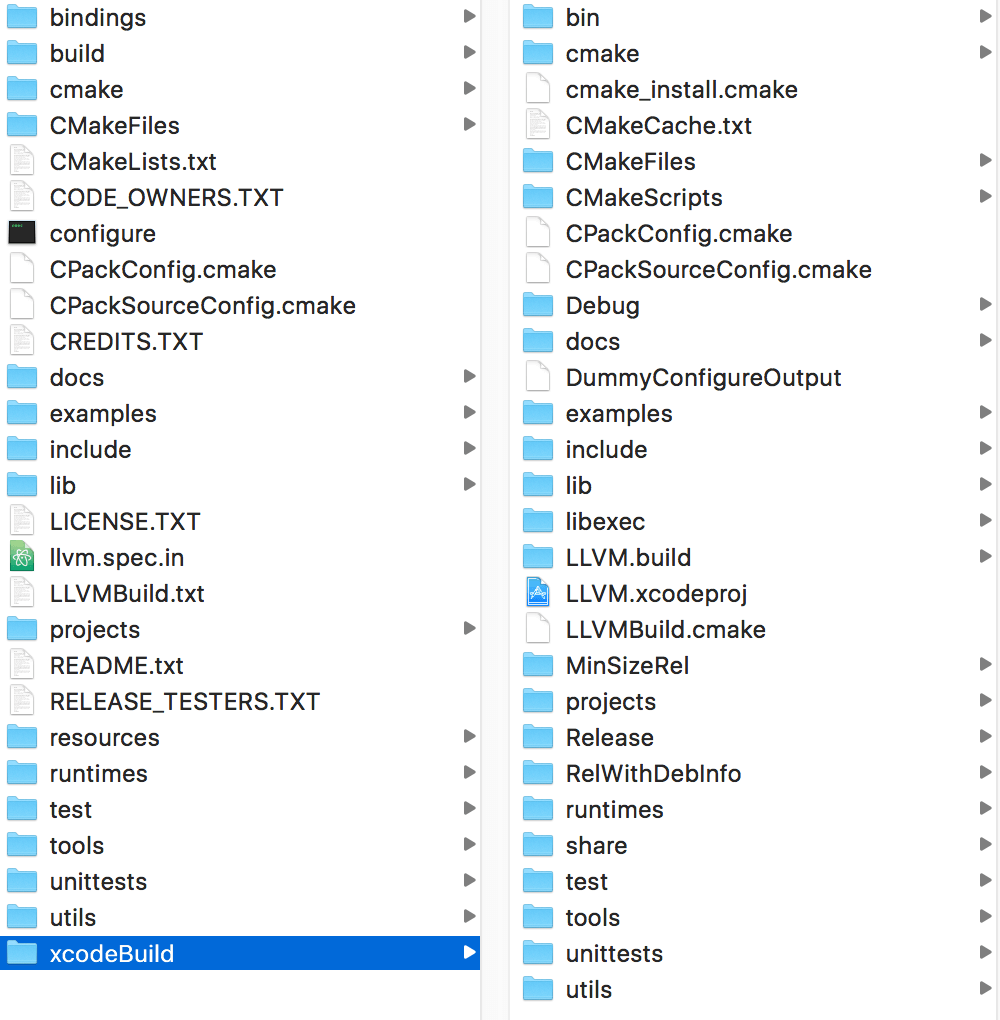 bindings
build
cmake
CMakeFiles
CMakeLists.txt
CODE_OWNERS.TXT
configure
CPackConfig.cmake
CPackSourceConfig.cmake
CREDITS.TXT
docs
examples
include
lib
LICENSE.TXT
llvm.spec.in
LLVMBuild.txt
projects
README.txt
RELEASE_TESTERS.TXT
resources
runtimes
test
tools
unittests
utils
xcodeBuild
bin
cmake
cmake_install.cmake
CMakeCache.txt
CMakeFiles
CMakeScripts
CPackConfig.cmake
CPackSourceConfig.cmake
Debug
docs
DummyConfigureOutput
examples
include
lib
libexec
LLVM.build
LLVM.xcodeproj
LLVMBuild.cmake
MinSizeRel
projects
Release
RelWithDebInfo
runtimes
share
test
tools
unittests
utils